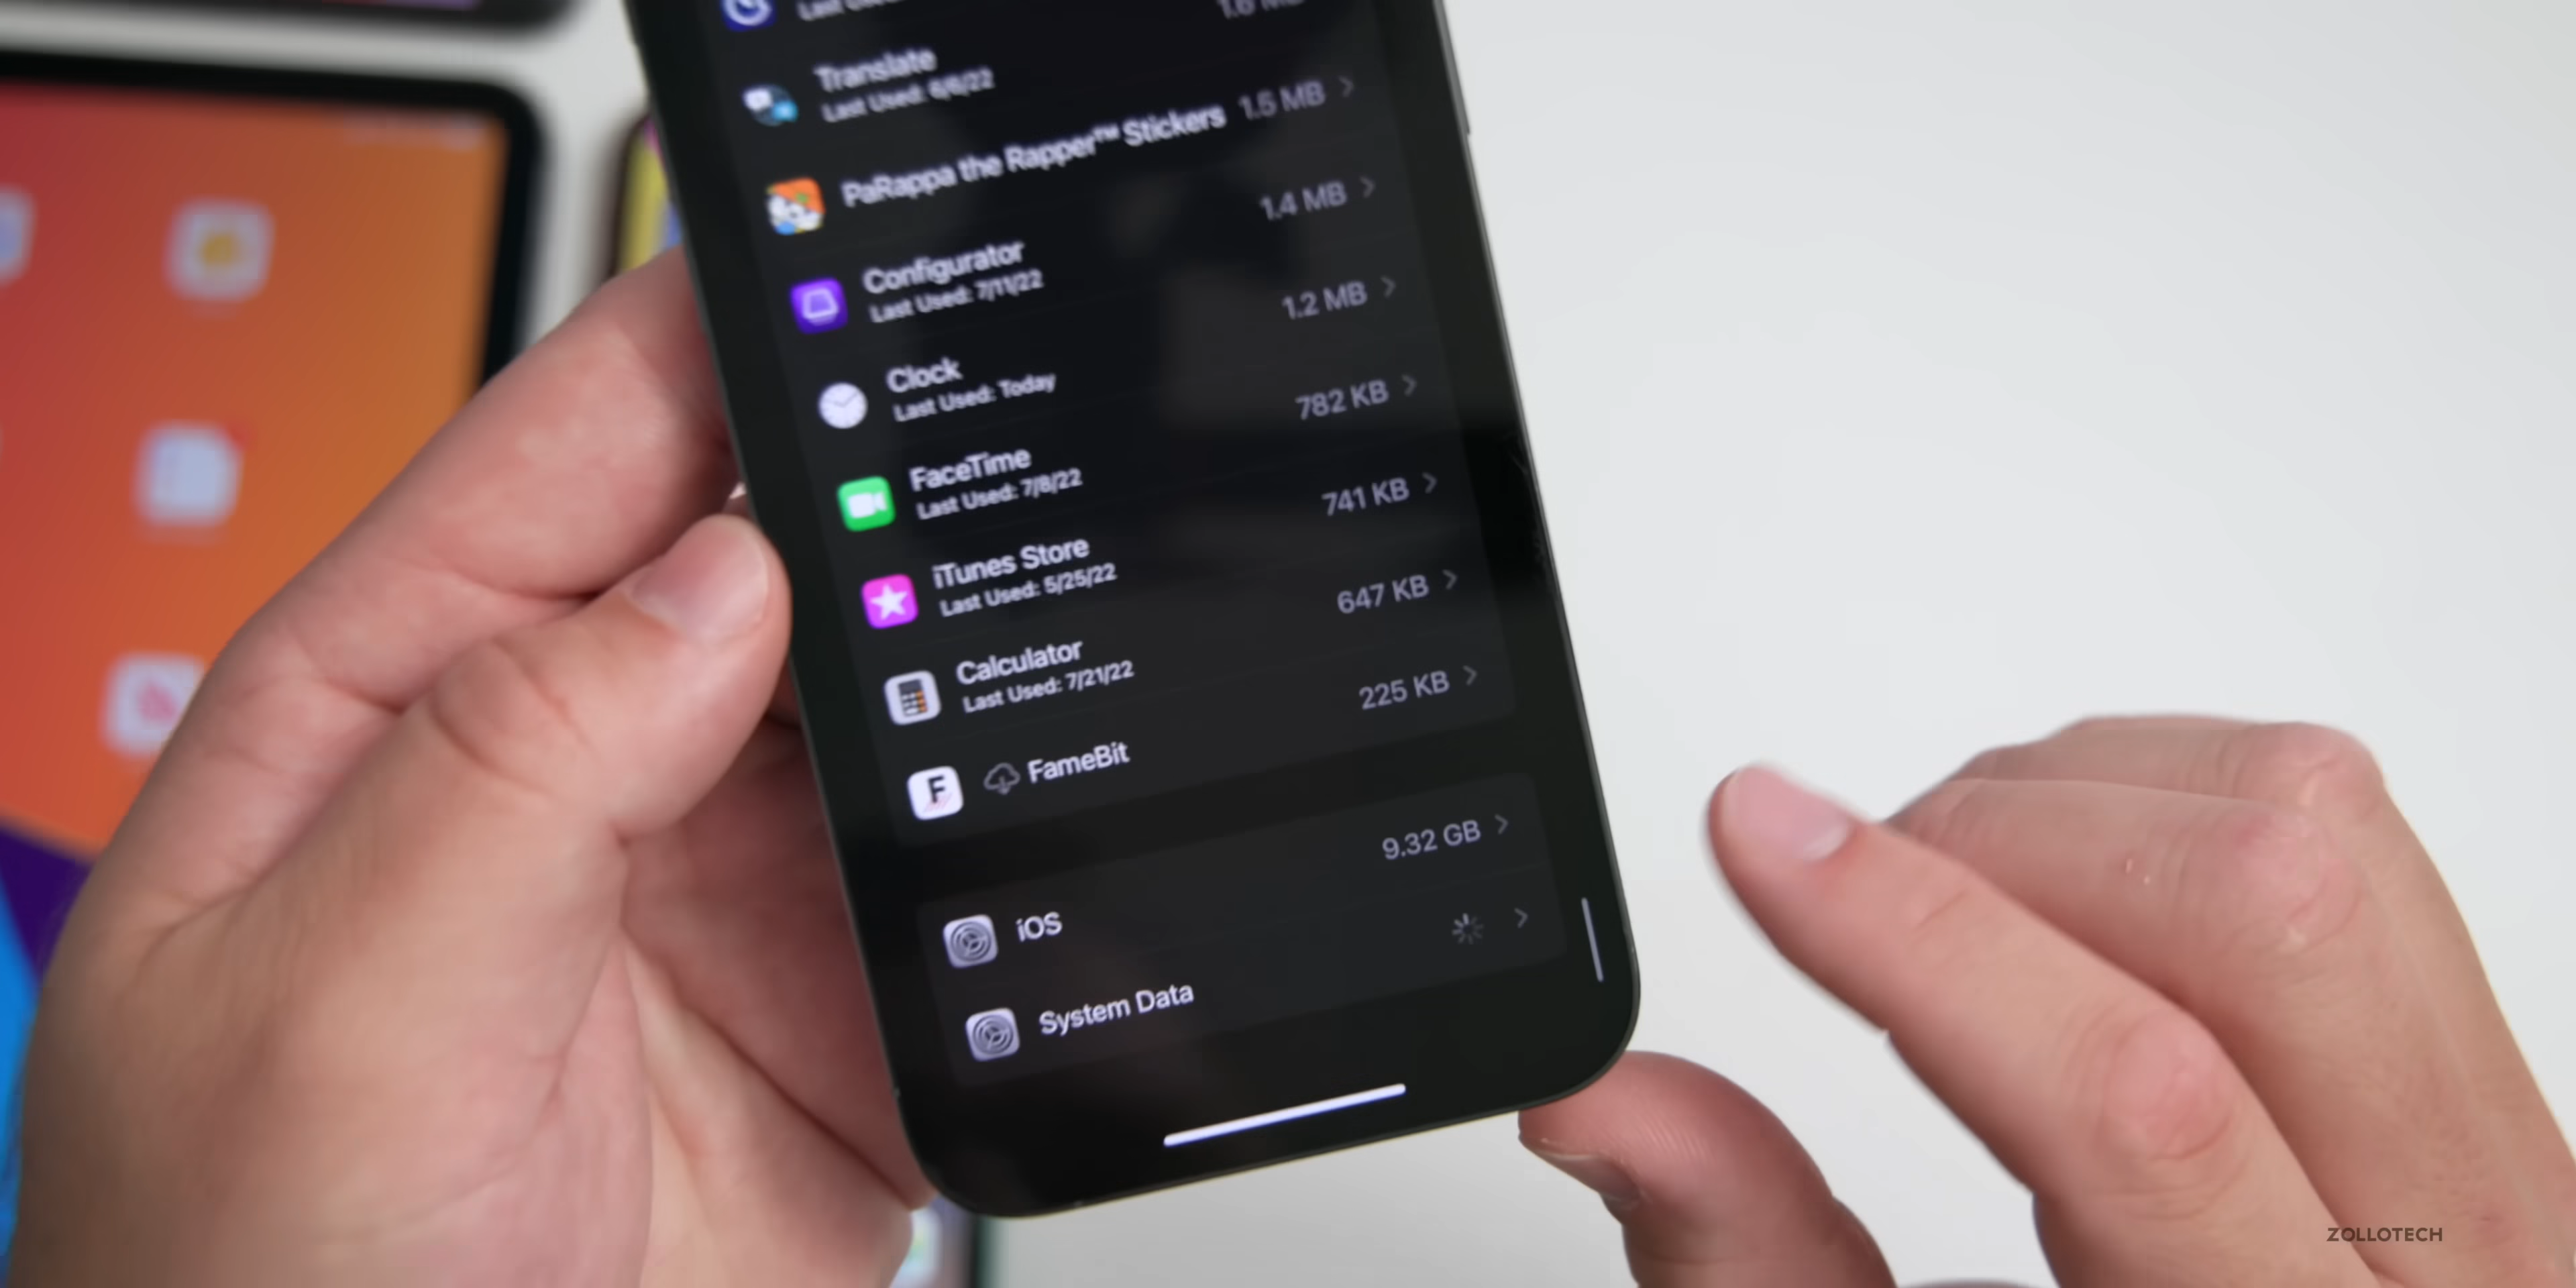 Translate
Last Used: 6/6/22
PaRappa the Rapper™ Stickers 1.5 MB
Configurator 1.4 MB
Last Used: 7/11/22
Clock 1.2 MB
Last Used: Today
FaceTime 782 KB
Last Used: 7/8/22
iTunes Store 741 KB
Last Used: 5/25/22
Calculator 647 KB
Last Used: 7/21/22
F FameBit 225 KB
iOS 9.32 GB
System Data
ZOLLOTECH